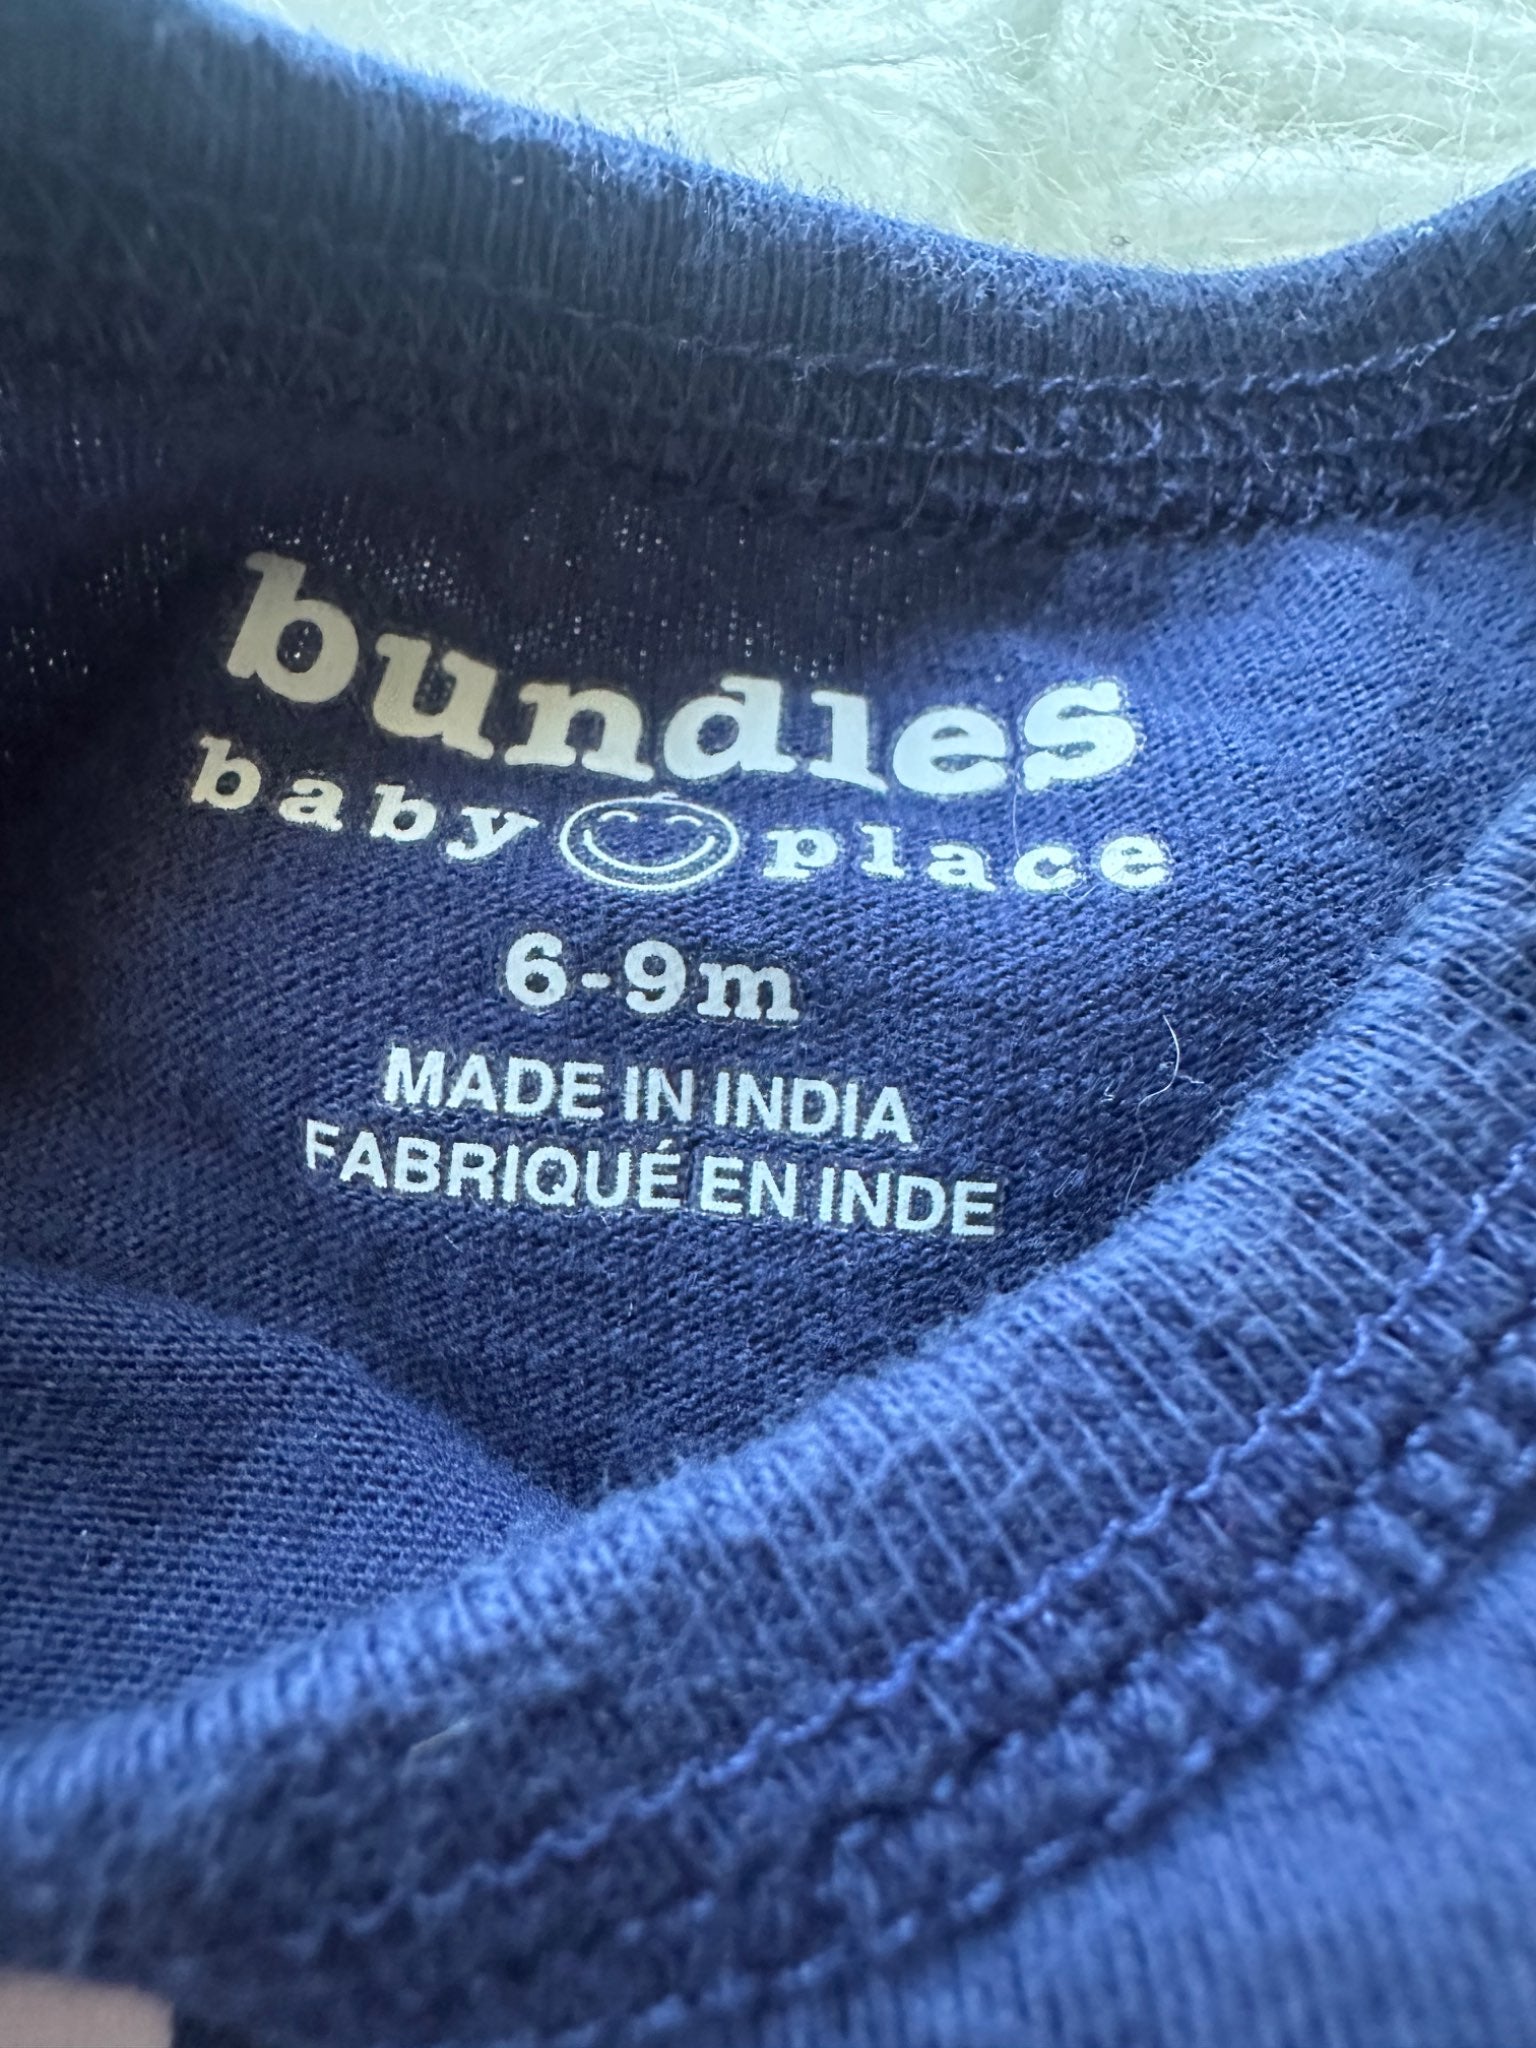 bundles
baby place
6-9m
MADE IN INDIA
FABRIQUÉ EN INDE